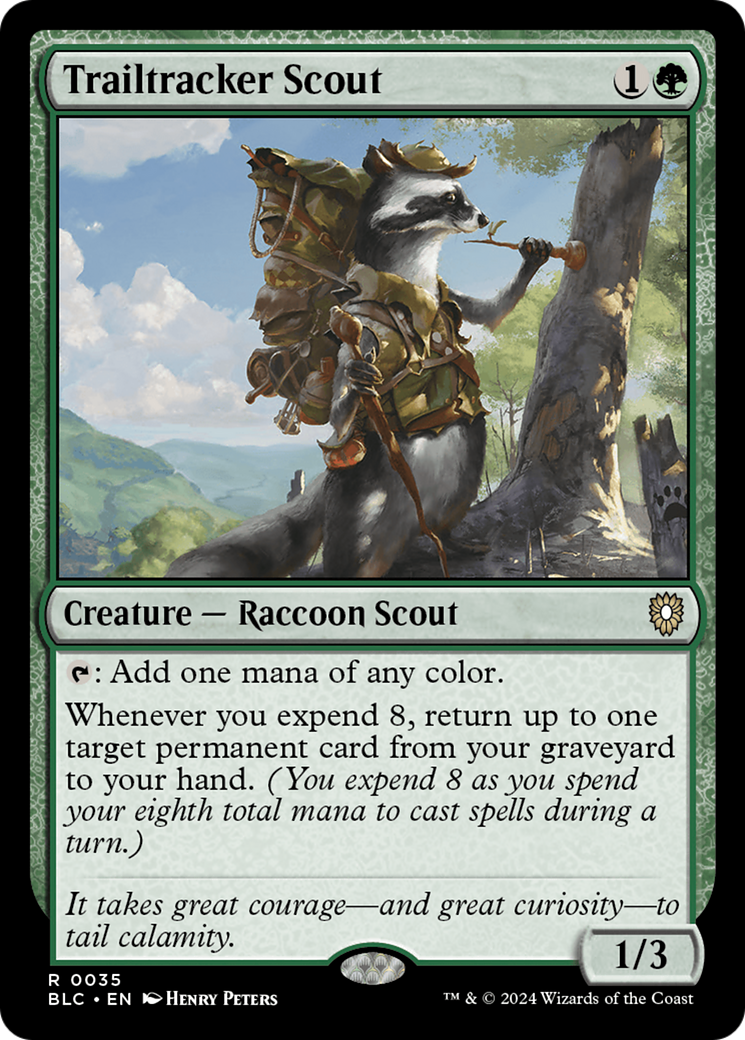 Trailtracker Scout 1
Creature — Raccoon Scout
: Add one mana of any color.
Whenever you expend 8, return up to one
target permanent card from your graveyard
to your hand. (You expend 8 as you spend
your eighth total mana to cast spells during a
turn.)
It takes great courage—and great curiosity—to
tail calamity.
1/3
R 0035
BLC • EN Henry Peters
™ & © 2024 Wizards of the Coast